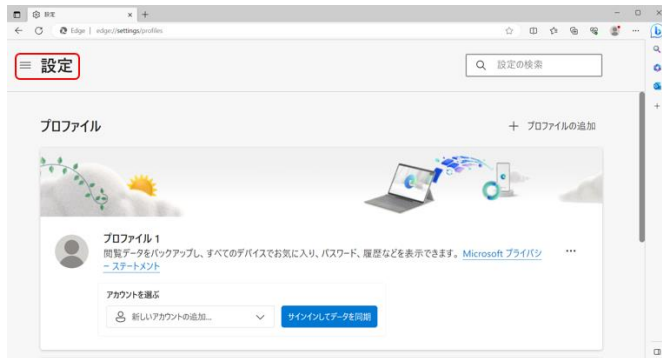 設定
Edge | edge://settings/profiles
設定
設定の検索
プロファイル
+ プロファイルの追加
プロファイル 1
閲覧データをバックアップし、すべてのデバイスでお気に入り、パスワード、履歴などを表示できます。 Microsoft プライバシ
ー ステートメント
アカウントを選ぶ
新しいアカウントの追加...
サインインしてデータを同期